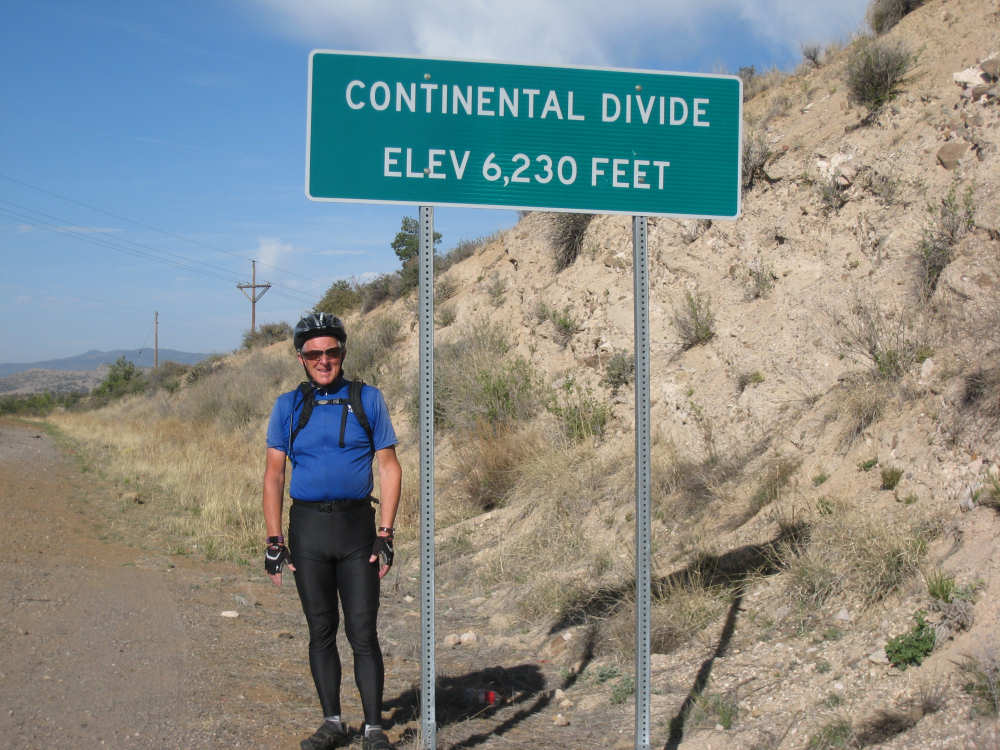 CONTINENTAL DIVIDE
ELEV 6,230 FEET